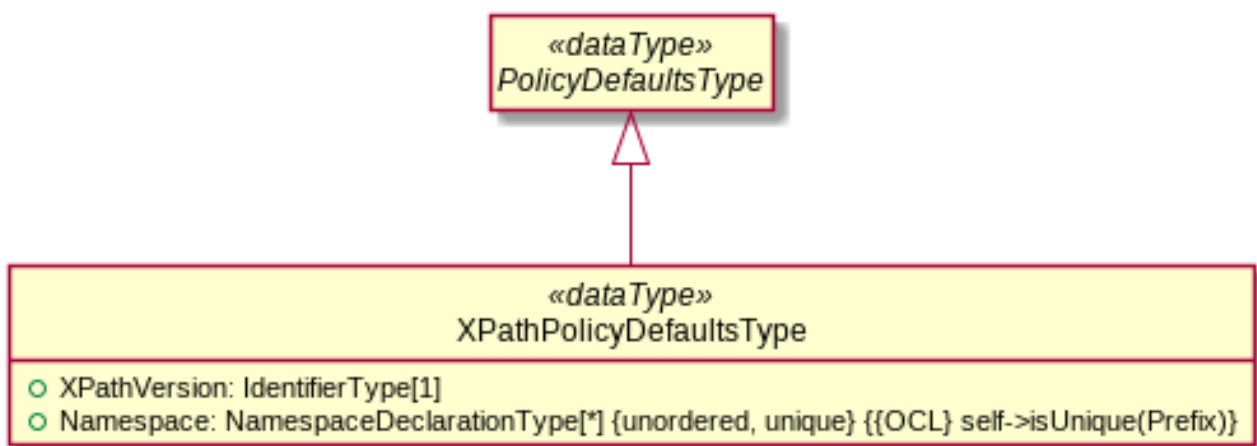 «dataType»
PolicyDefaultsType
«dataType»
XPathPolicyDefaultsType
XPathVersion: IdentifierType[1]
Namespace: NamespaceDeclarationType[*] {unordered, unique} {{OCL} self->isUnique(Prefix)}